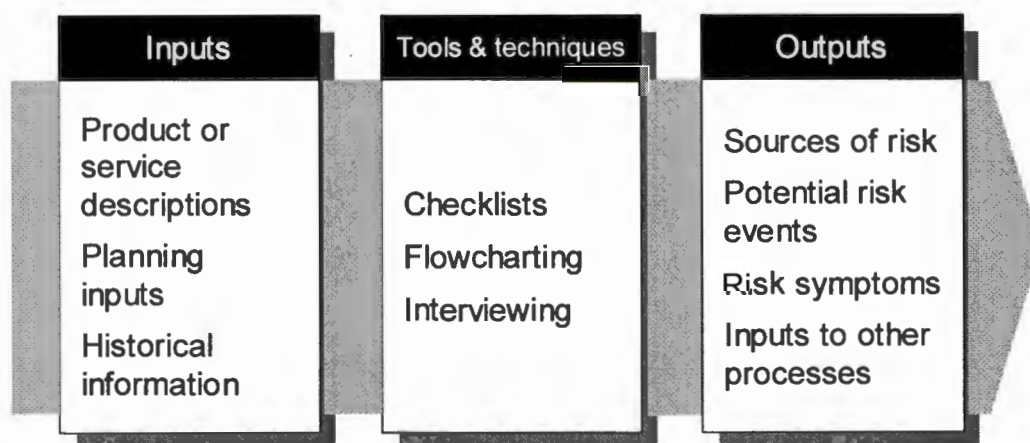 Inputs
Product or
service
descriptions
Planning
inputs
Historical
information
Tools & techniques
Checklists
Flowcharting
Interviewing
Outputs
Sources of risk
Potential risk
events
Risk symptoms
Inputs to other
processes